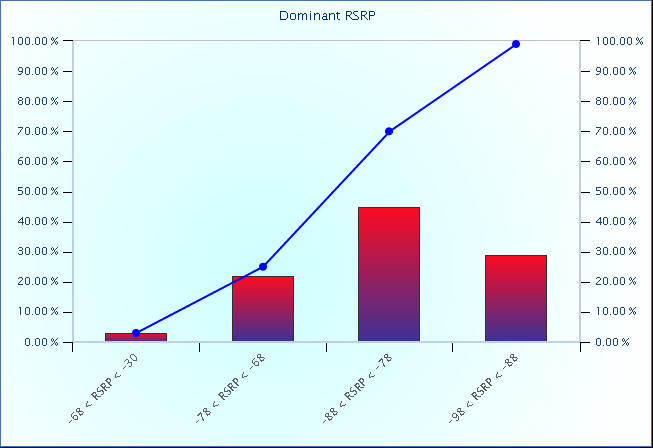 Dominant RSRP
100.00 % 100.00 %
90.00 % 90.00 %
80.00 % 80.00 %
70.00 % 70.00 %
60.00 % 60.00 %
50.00 % 50.00 %
40.00 % 40.00 %
30.00 % 30.00 %
20.00 % 20.00 %
10.00 % 10.00 %
0.00 % 0.00 %
-68 < RSRP < -30
-78 < RSRP < -68
-88 < RSRP < -78
-98 < RSRP < -88